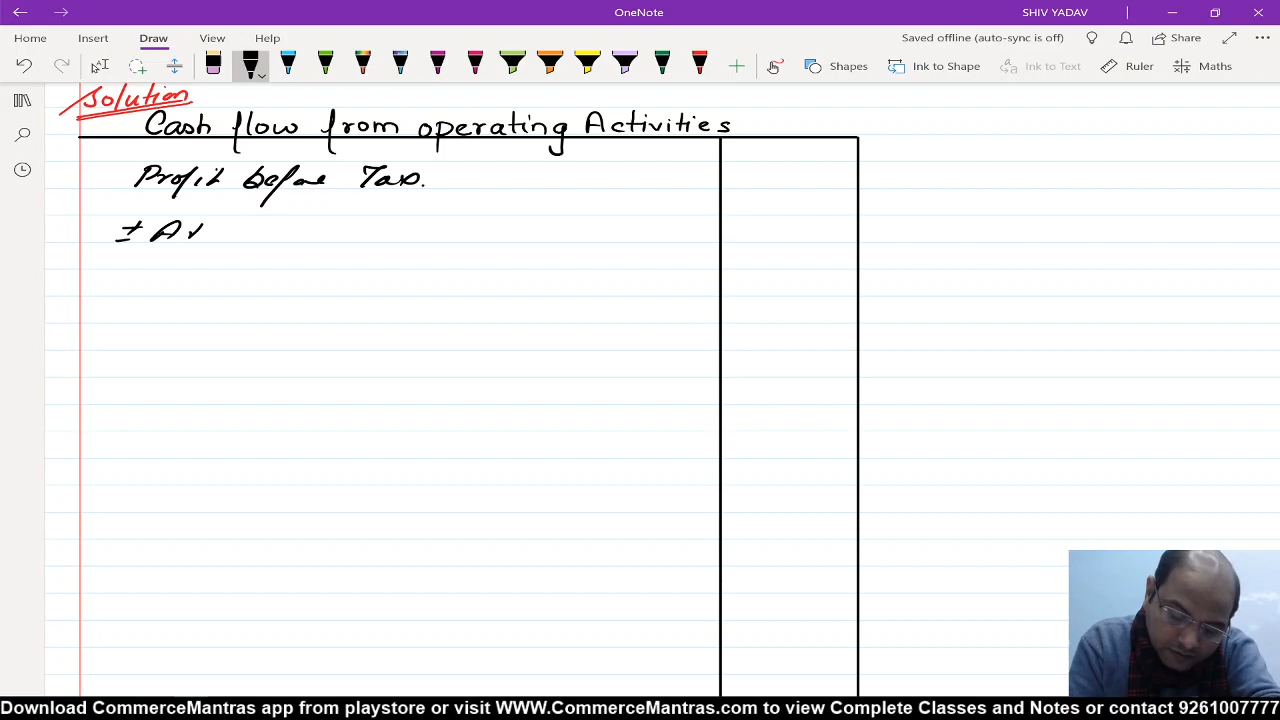 OneNote
SHIV YADAV
Home Insert Draw View Help
Saved offline (auto-sync is off)
Share
Shapes
Ink to Shape
Ink to Text
Ruler
Maths
Solution
Cash flow from operating Activities
Profit before Tax.
±
Download CommerceMantras app from playstore or visit WWW.CommerceMantras.com to view Complete Classes and Notes or contact 9261007777